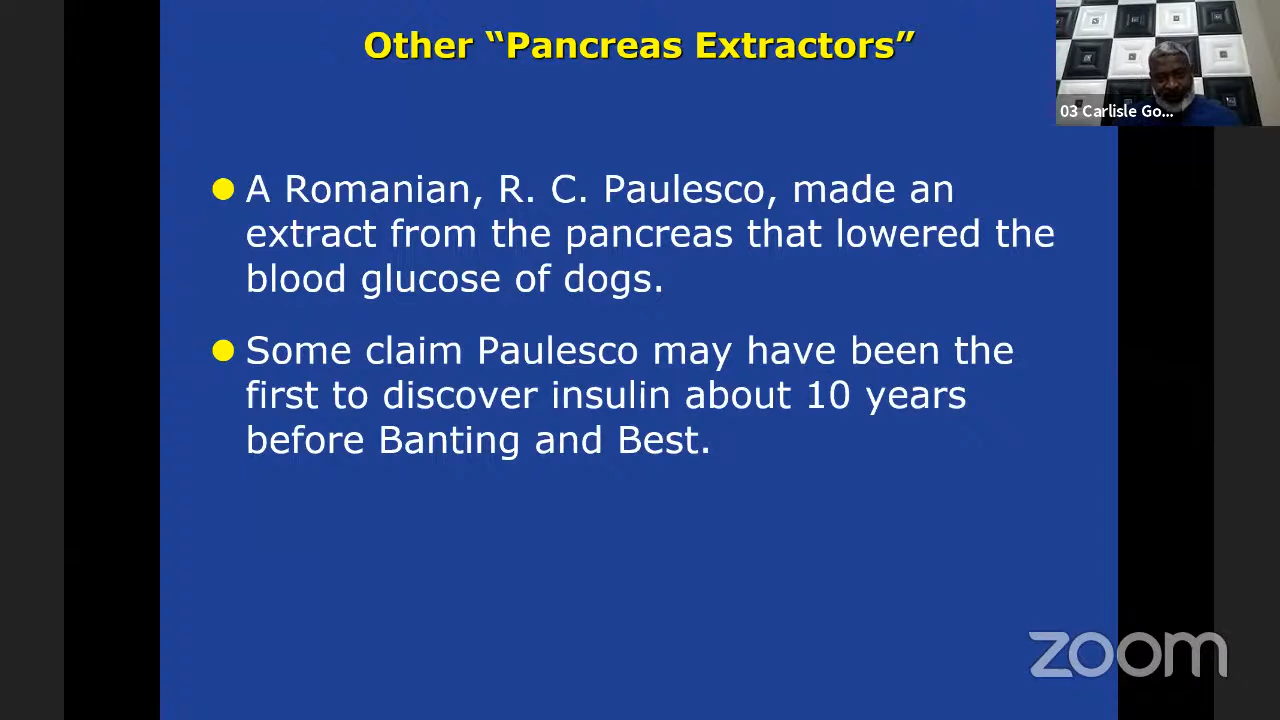 Other “Pancreas Extractors”
03 Carlisle Go...
A Romanian, R. C. Paulesco, made an
extract from the pancreas that lowered the
blood glucose of dogs.
Some claim Paulesco may have been the
first to discover insulin about 10 years
before Banting and Best.
zoom